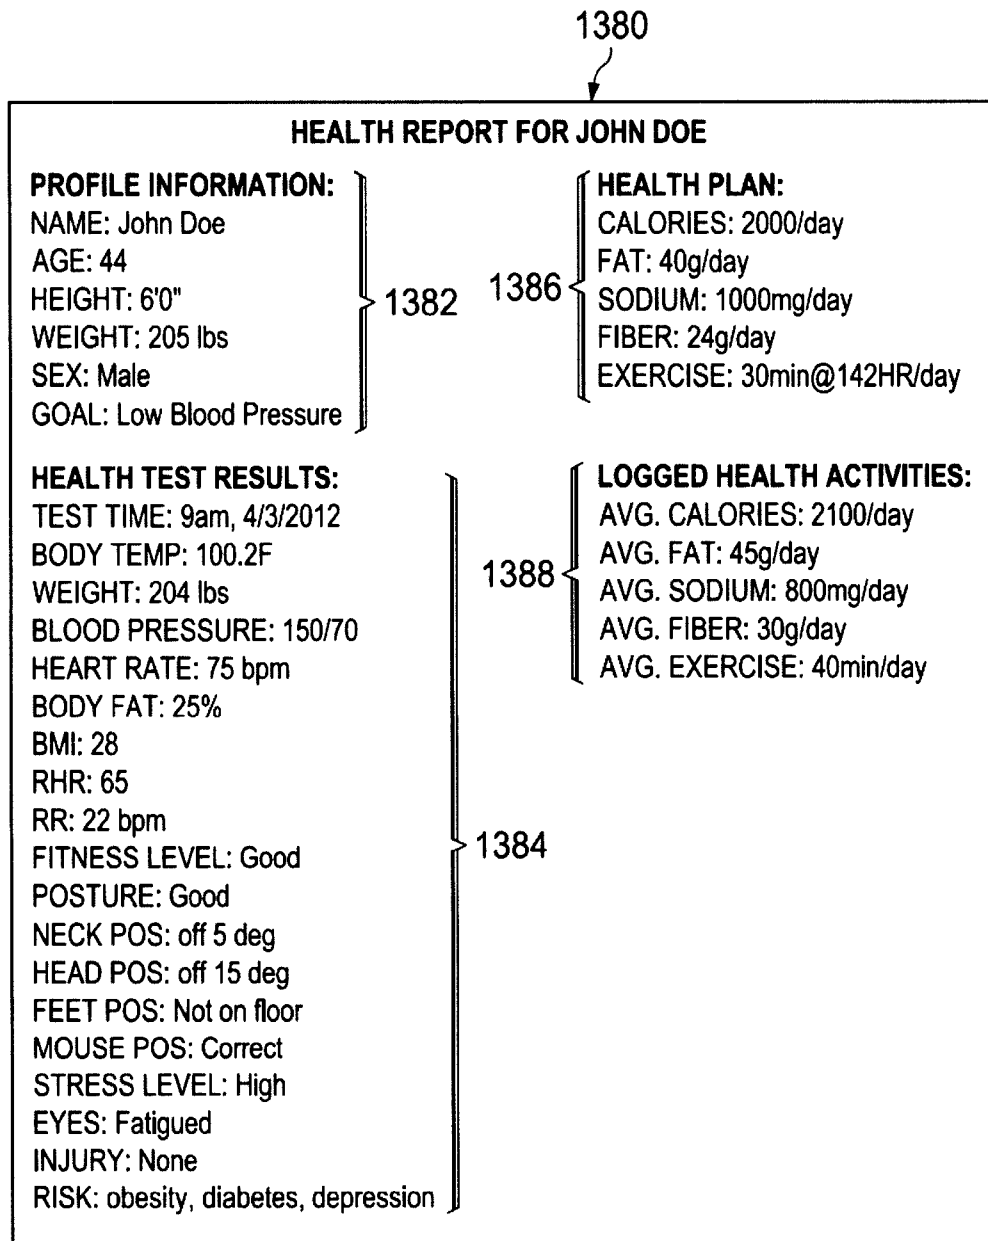 1380
HEALTH REPORT FOR JOHN DOE
PROFILE INFORMATION:
NAME: John Doe
AGE: 44
HEIGHT: 6'0"
WEIGHT: 205 lbs
SEX: Male
GOAL: Low Blood Pressure
1382
1386
HEALTH PLAN:
CALORIES: 2000/day
FAT: 40g/day
SODIUM: 1000mg/day
FIBER: 24g/day
EXERCISE: 30min@142HR/day
HEALTH TEST RESULTS:
TEST TIME: 9am, 4/3/2012
BODY TEMP: 100.2F
WEIGHT: 204 lbs
BLOOD PRESSURE: 150/70
HEART RATE: 75 bpm
BODY FAT: 25%
BMI: 28
RHR: 65
RR: 22 bpm
FITNESS LEVEL: Good
POSTURE: Good
NECK POS: off 5 deg
HEAD POS: off 15 deg
FEET POS: Not on floor
MOUSE POS: Correct
STRESS LEVEL: High
EYES: Fatigued
INJURY: None
RISK: obesity, diabetes, depression
1384
1388
LOGGED HEALTH ACTIVITIES:
AVG. CALORIES: 2100/day
AVG. FAT: 45g/day
AVG. SODIUM: 800mg/day
AVG. FIBER: 30g/day
AVG. EXERCISE: 40min/day